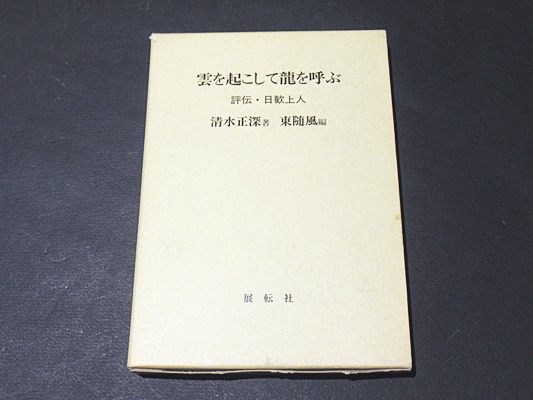 雲を起こして龍を呼ぶ
評伝・日歓上人
清水正深著 東随風編
展転社